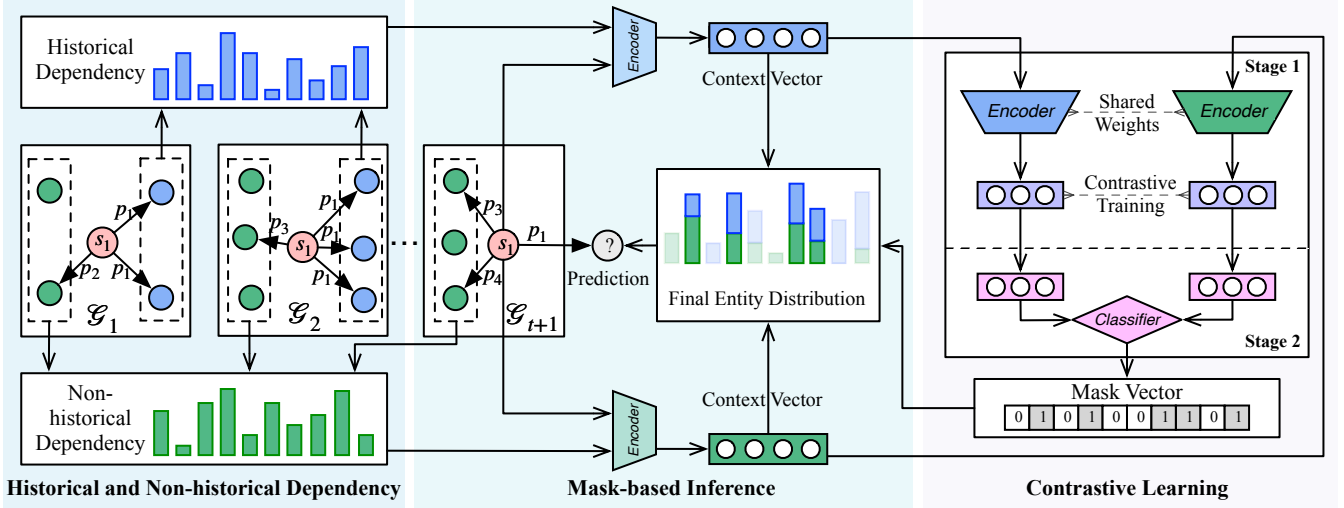 Historical
Dependency
p1
s1
p2
p1
𝒢1
p1
p3
s1
p1
p1
𝒢2
...
p3
s1
p1
p4
𝒢t+1
Non-
historical
Dependency
Historical and Non-historical Dependency
Encoder
Context Vector
?
Prediction
Final Entity Distribution
Context Vector
Encoder
Mask-based Inference
Stage 1
Encoder
Shared
Weights
Encoder
Contrastive
Training
Classifier
Stage 2
Mask Vector
0 1 0 1 0 0 1 1 0 1
Contrastive Learning